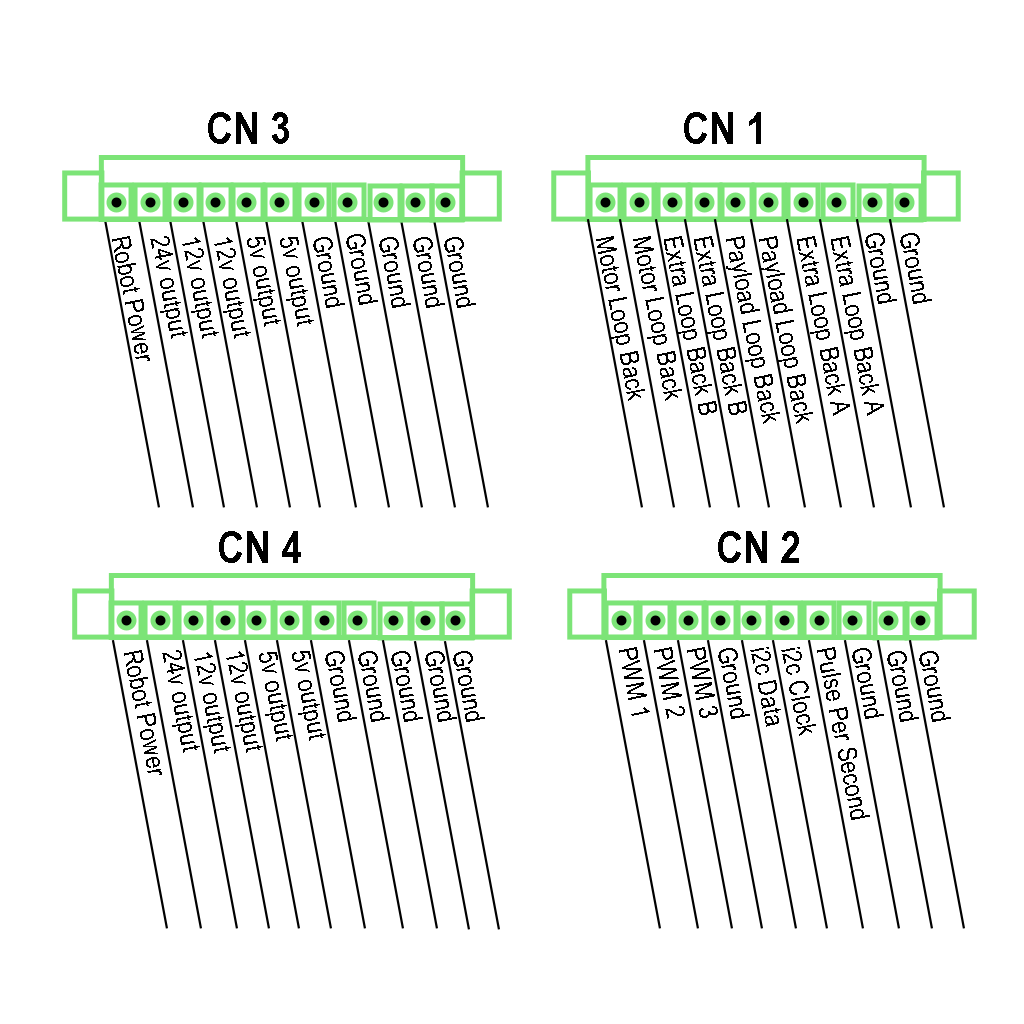 CN 3
Robot Power
24v output
12v output
12v output
5v output
5v output
Ground
Ground
Ground
Ground
Ground
CN 1
Motor Loop Back
Motor Loop Back
Extra Loop Back B
Extra Loop Back B
Payload Loop Back
Payload Loop Back
Extra Loop Back A
Extra Loop Back A
Ground
Ground
CN 4
Robot Power
24v output
12v output
12v output
5v output
5v output
Ground
Ground
Ground
Ground
Ground
CN 2
PWM 1
PWM 2
PWM 3
Ground
i2c Data
i2c Clock
Pulse Per Second
Ground
Ground
Ground